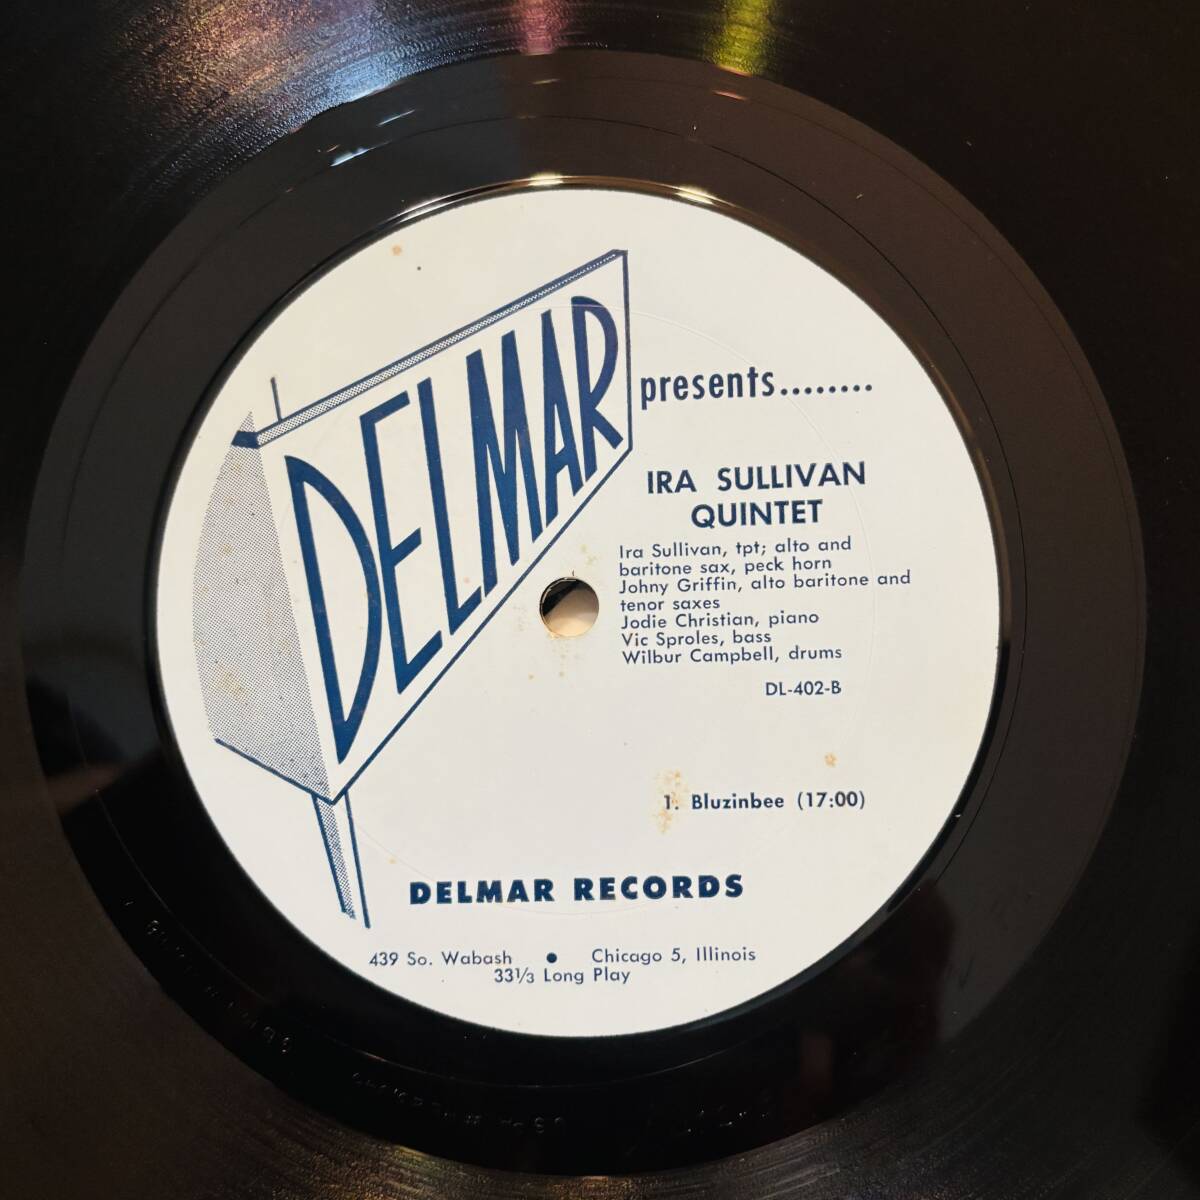 DELMAR
presents........
IRA SULLIVAN
QUINTET
Ira Sullivan, tpt; alto and
baritone sax, peck horn
Johny Griffin, alto baritone and
tenor saxes
Jodie Christian, piano
Vic Sproles, bass
Wilbur Campbell, drums
DL-402-B
1. Bluzinbee (17:00)
DELMAR RECORDS
439 So. Wabash • Chicago 5, Illinois
33⅓ Long Play